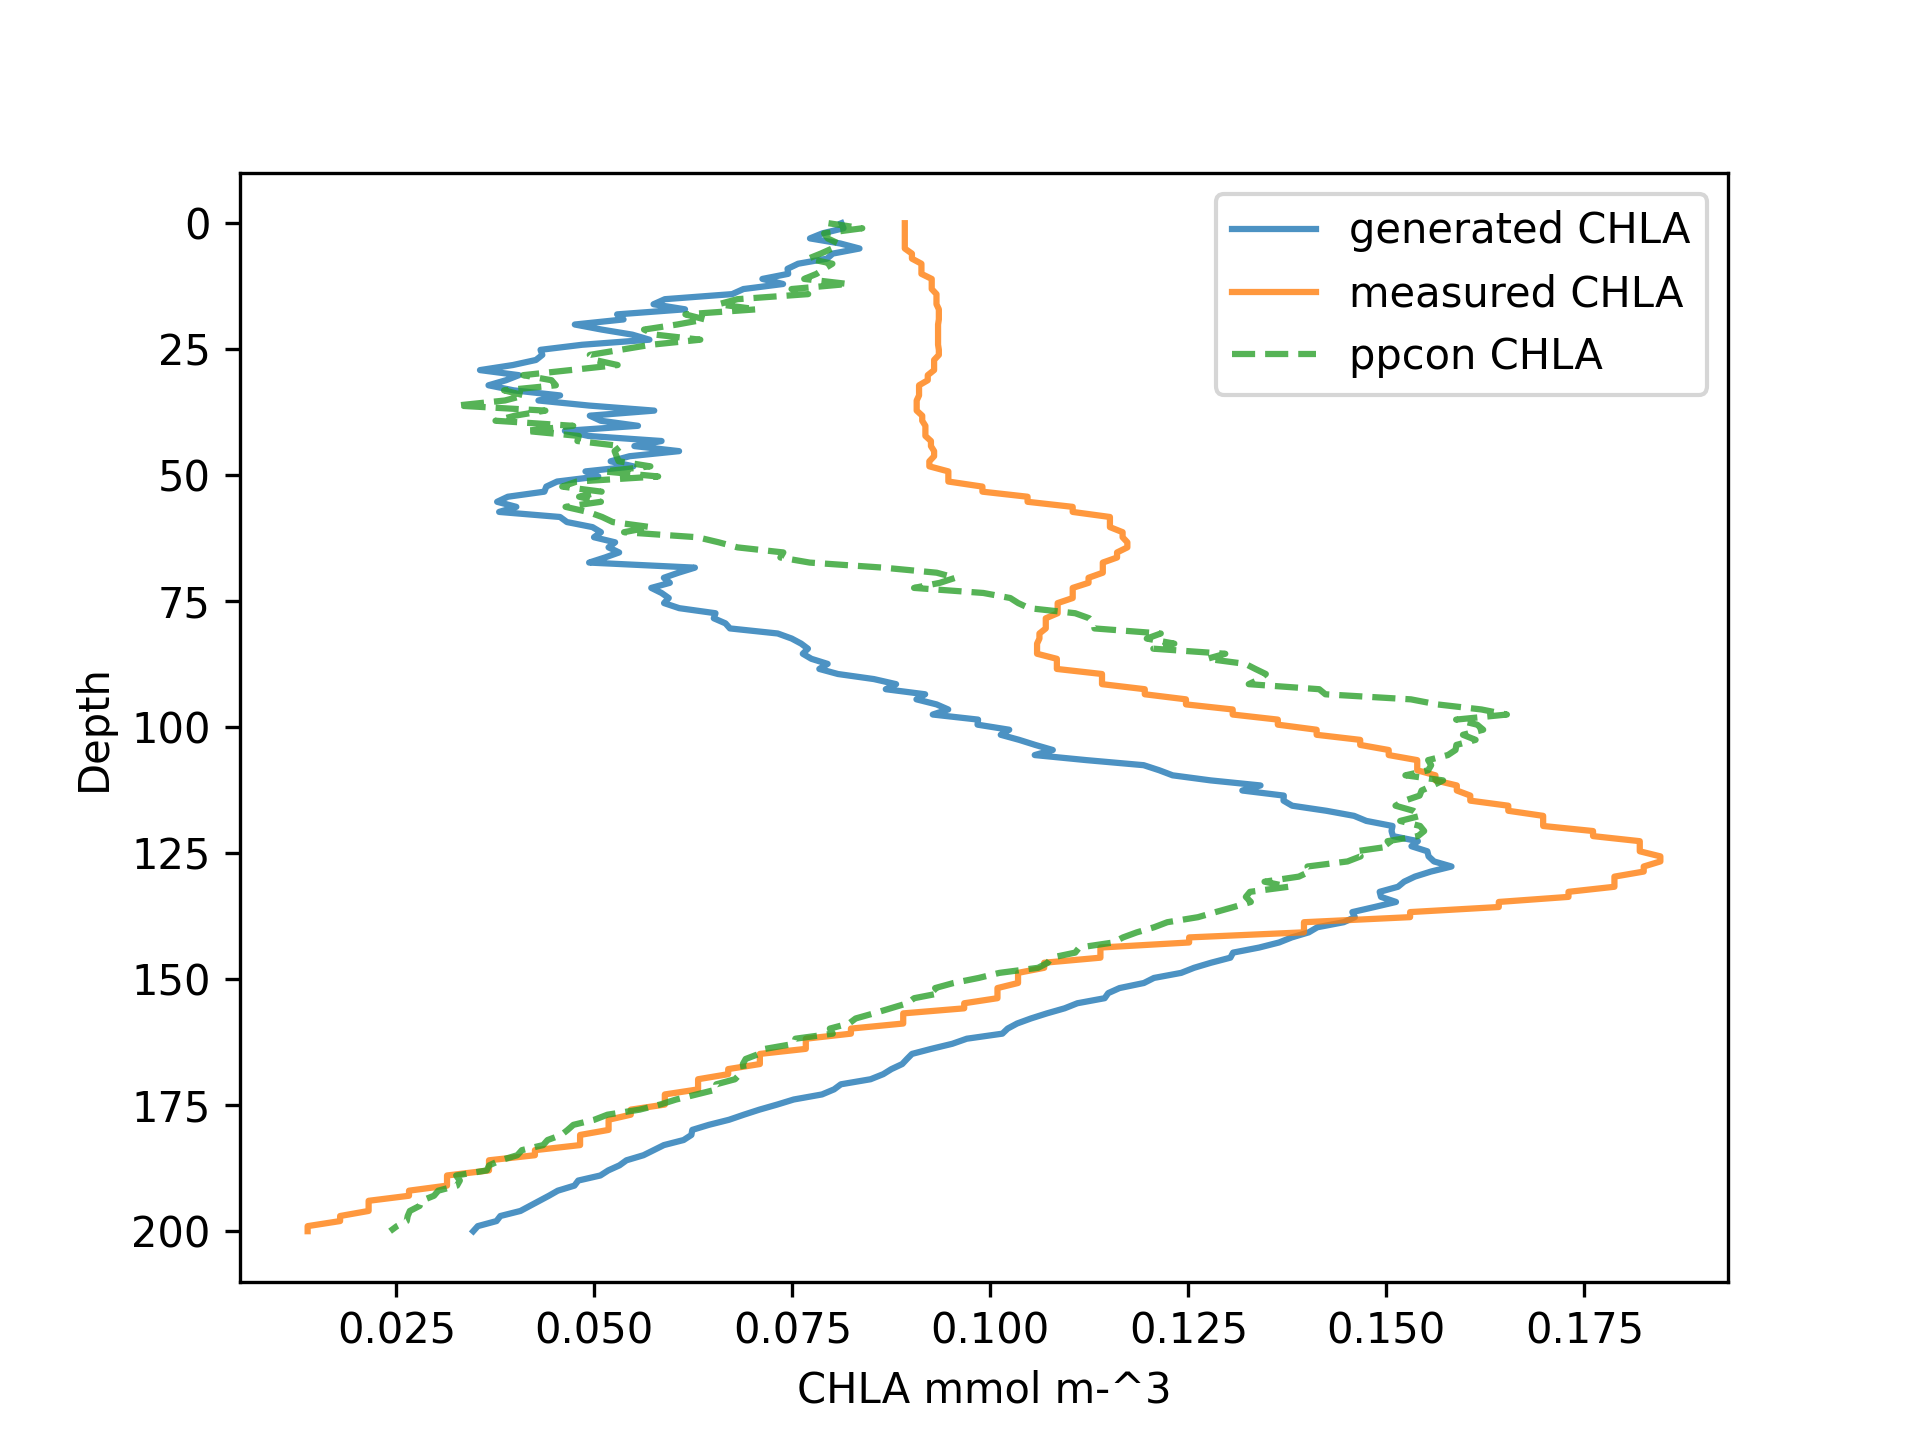 generated CHLA
measured CHLA
ppcon CHLA
0
25
50
75
100
125
150
175
200
Depth
0.025 0.050 0.075 0.100 0.125 0.150 0.175
CHLA mmol m-^3